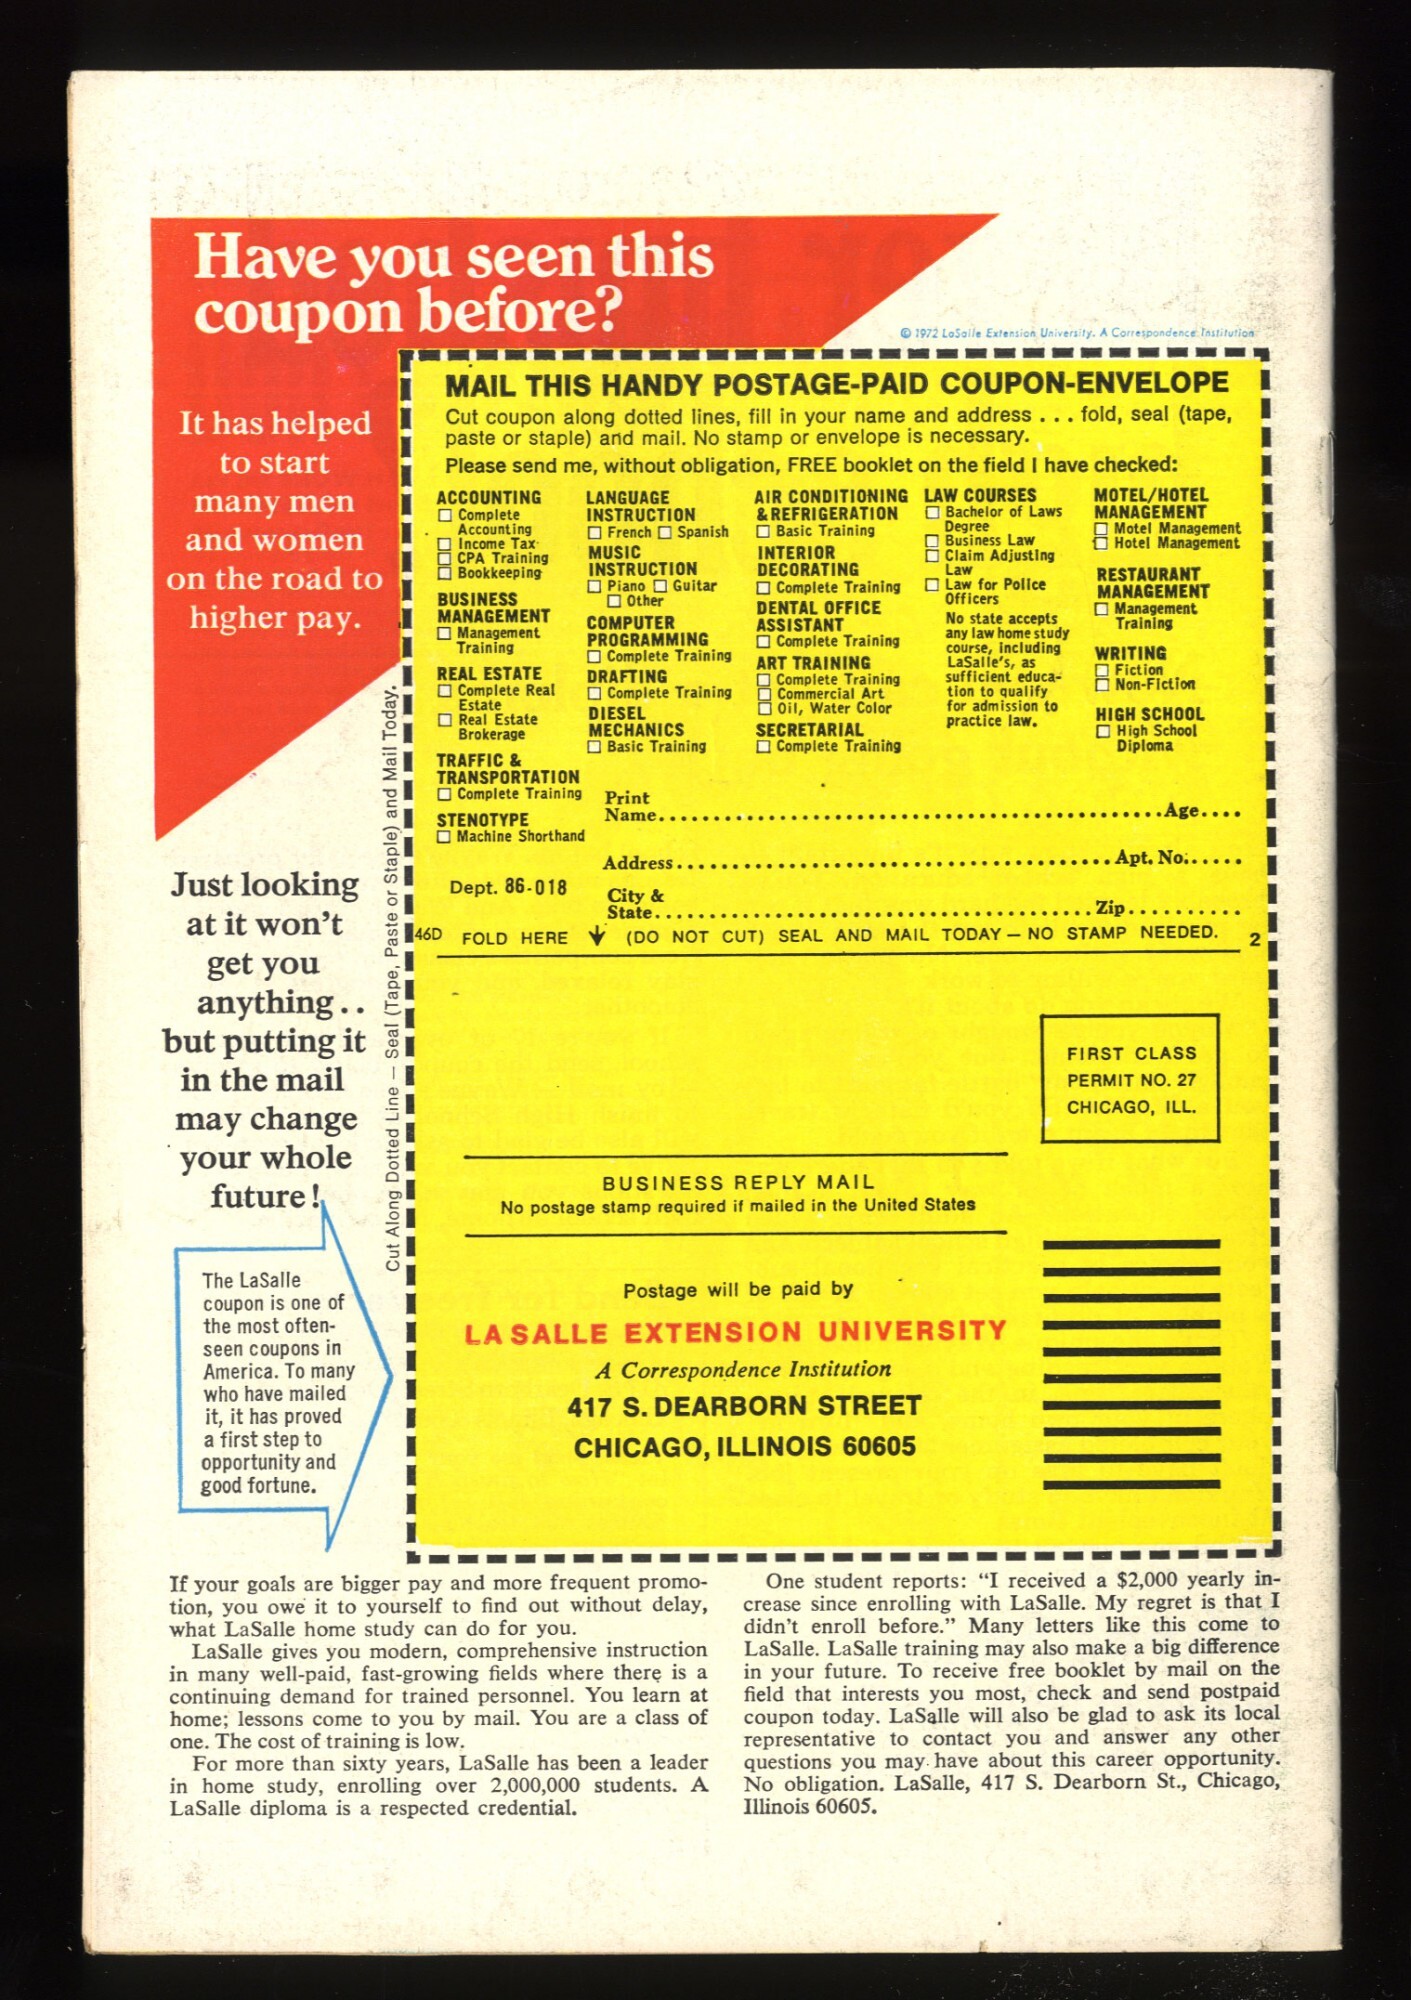 Have you seen this
coupon before?
© 1972 LaSalle Extension University. A Correspondence Institution
It has helped
to start
many men
and women
on the road to
higher pay.
Just looking
at it won't
get you
anything ..
but putting it
in the mail
may change
your whole
future!
The LaSalle
coupon is one of
the most often-
seen coupons in
America. To many
who have mailed
it, it has proved
a first step to
opportunity and
good fortune.
Cut Along Dotted Line — Seal (Tape, Paste or Staple) and Mail Today.
MAIL THIS HANDY POSTAGE-PAID COUPON-ENVELOPE
Cut coupon along dotted lines, fill in your name and address . . . fold, seal (tape,
paste or staple) and mail. No stamp or envelope is necessary.
Please send me, without obligation, FREE booklet on the field I have checked:
ACCOUNTING
☐ Complete
Accounting
☐ Income Tax
☐ CPA Training
☐ Bookkeeping
BUSINESS
MANAGEMENT
☐ Management
Training
REAL ESTATE
☐ Complete Real
Estate
☐ Real Estate
Brokerage
TRAFFIC &
TRANSPORTATION
☐ Complete Training
STENOTYPE
☐ Machine Shorthand
LANGUAGE
INSTRUCTION
☐ French ☐ Spanish
MUSIC
INSTRUCTION
☐ Piano ☐ Guitar
☐ Other
COMPUTER
PROGRAMMING
☐ Complete Training
DRAFTING
☐ Complete Training
DIESEL
MECHANICS
☐ Basic Training
AIR CONDITIONING
& REFRIGERATION
☐ Basic Training
INTERIOR
DECORATING
☐ Complete Training
DENTAL OFFICE
ASSISTANT
☐ Complete Training
ART TRAINING
☐ Complete Training
☐ Commercial Art
☐ Oil, Water Color
SECRETARIAL
☐ Complete Training
LAW COURSES
☐ Bachelor of Laws
Degree
☐ Business Law
☐ Claim Adjusting
Law
☐ Law for Police
Officers
No state accepts
any law home study
course, including
LaSalle's, as
sufficient educa-
tion to qualify
for admission to
practice law.
MOTEL/HOTEL
MANAGEMENT
☐ Motel Management
☐ Hotel Management
RESTAURANT
MANAGEMENT
☐ Management
Training
WRITING
☐ Fiction
☐ Non-Fiction
HIGH SCHOOL
☐ High School
Diploma
Print
Name........................................Age....
Address........................................Apt. No.....
Dept. 86-018
City &
State........................................Zip..........
46D FOLD HERE ↓ (DO NOT CUT) SEAL AND MAIL TODAY — NO STAMP NEEDED. 2
FIRST CLASS
PERMIT NO. 27
CHICAGO, ILL.
BUSINESS REPLY MAIL
No postage stamp required if mailed in the United States
Postage will be paid by
LA SALLE EXTENSION UNIVERSITY
A Correspondence Institution
417 S. DEARBORN STREET
CHICAGO, ILLINOIS 60605
If your goals are bigger pay and more frequent promo-
tion, you owe it to yourself to find out without delay,
what LaSalle home study can do for you.
LaSalle gives you modern, comprehensive instruction
in many well-paid, fast-growing fields where there is a
continuing demand for trained personnel. You learn at
home; lessons come to you by mail. You are a class of
one. The cost of training is low.
For more than sixty years, LaSalle has been a leader
in home study, enrolling over 2,000,000 students. A
LaSalle diploma is a respected credential.
One student reports: "I received a $2,000 yearly in-
crease since enrolling with LaSalle. My regret is that I
didn't enroll before." Many letters like this come to
LaSalle. LaSalle training may also make a big difference
in your future. To receive free booklet by mail on the
field that interests you most, check and send postpaid
coupon today. LaSalle will also be glad to ask its local
representative to contact you and answer any other
questions you may have about this career opportunity.
No obligation. LaSalle, 417 S. Dearborn St., Chicago,
Illinois 60605.